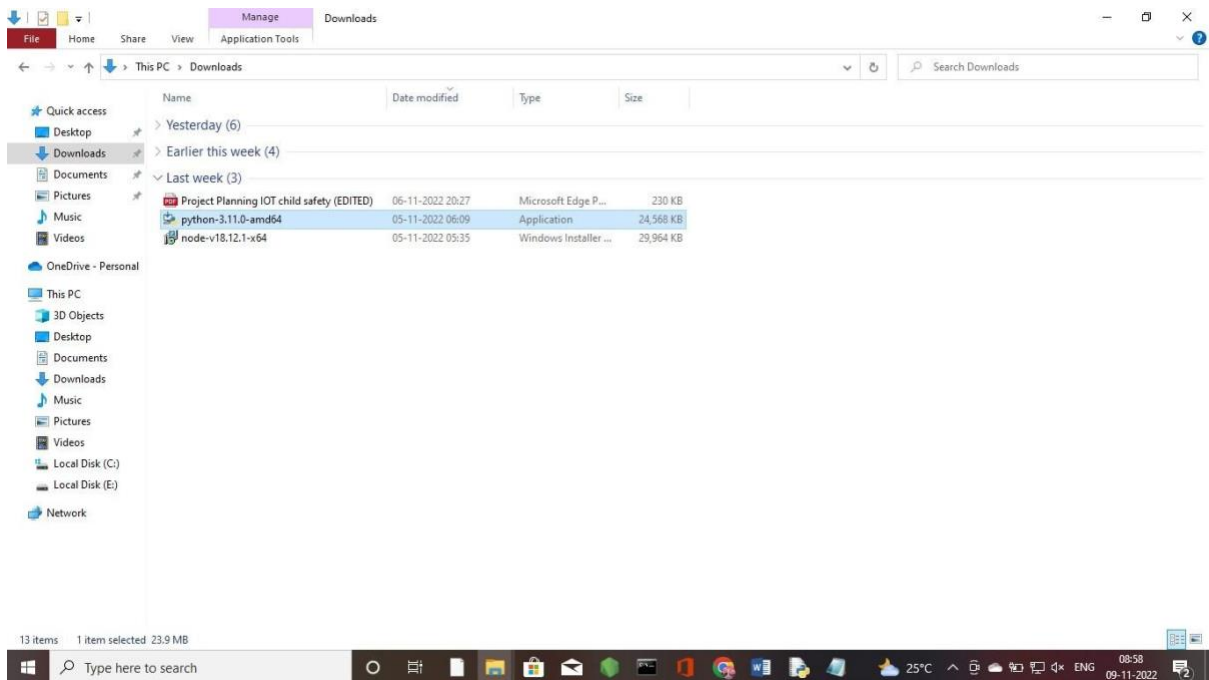 Manage Downloads
File Home Share View Application Tools
This PC > Downloads
Search Downloads
Name Date modified Type Size
Quick access
Desktop
Downloads
Documents
Pictures
Music
Videos
OneDrive - Personal
This PC
3D Objects
Desktop
Documents
Downloads
Music
Pictures
Videos
Local Disk (C:)
Local Disk (E:)
Network
Yesterday (6)
Earlier this week (4)
Last week (3)
Project Planning IOT child safety (EDITED) 06-11-2022 20:27 Microsoft Edge P... 230 KB
python-3.11.0-amd64 05-11-2022 06:09 Application 24,568 KB
node-v18.12.1-x64 05-11-2022 05:35 Windows Installer ... 29,964 KB
13 items 1 item selected 23.9 MB
Type here to search 25°C ENG 08:58
09-11-2022